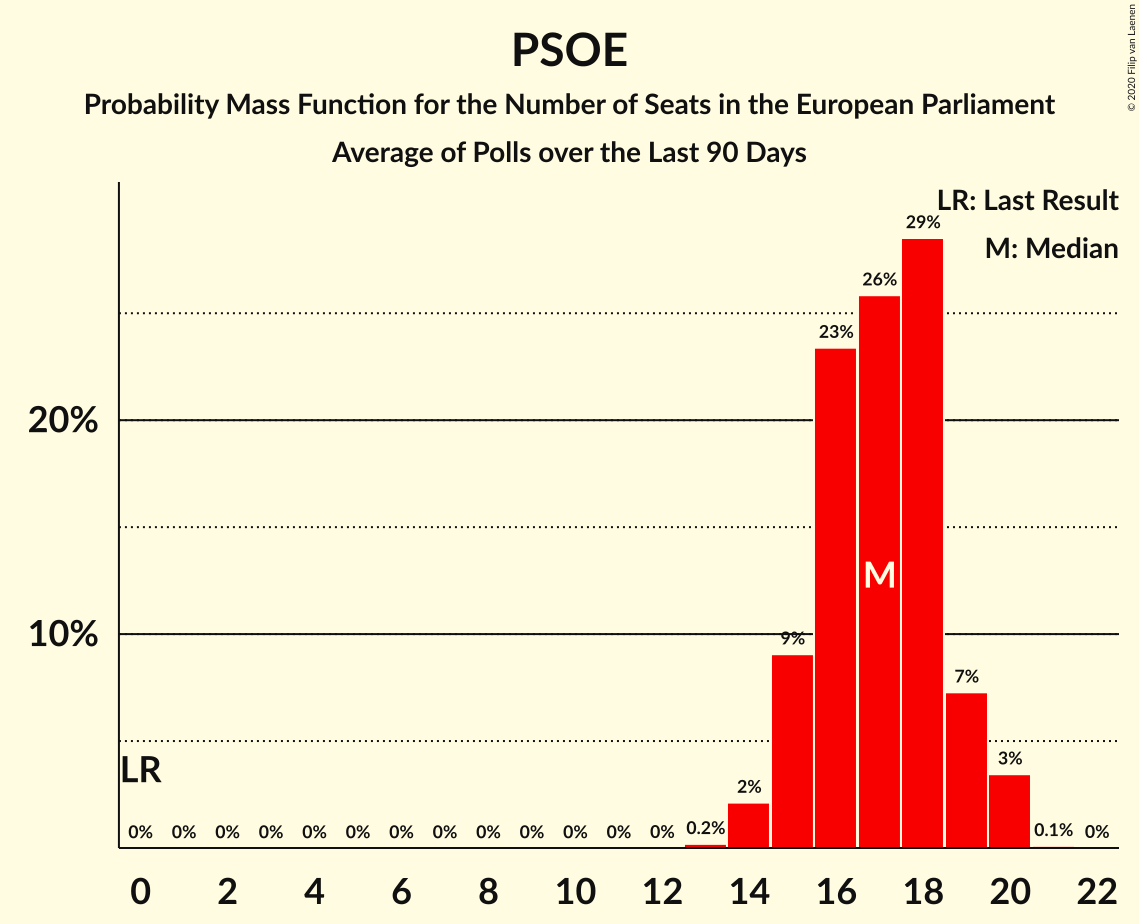 PSOE
Probability Mass Function for the Number of Seats in the European Parliament
Average of Polls over the Last 90 Days
© 2020 Filip van Laenen
LR: Last Result
M: Median
29%
26%
23%
20%
M
10%
9%
7%
LR
3%
2%
0% 0% 0% 0% 0% 0% 0% 0% 0% 0% 0% 0% 0% 0.2% 0.1% 0%
0 2 4 6 8 10 12 14 16 18 20 22